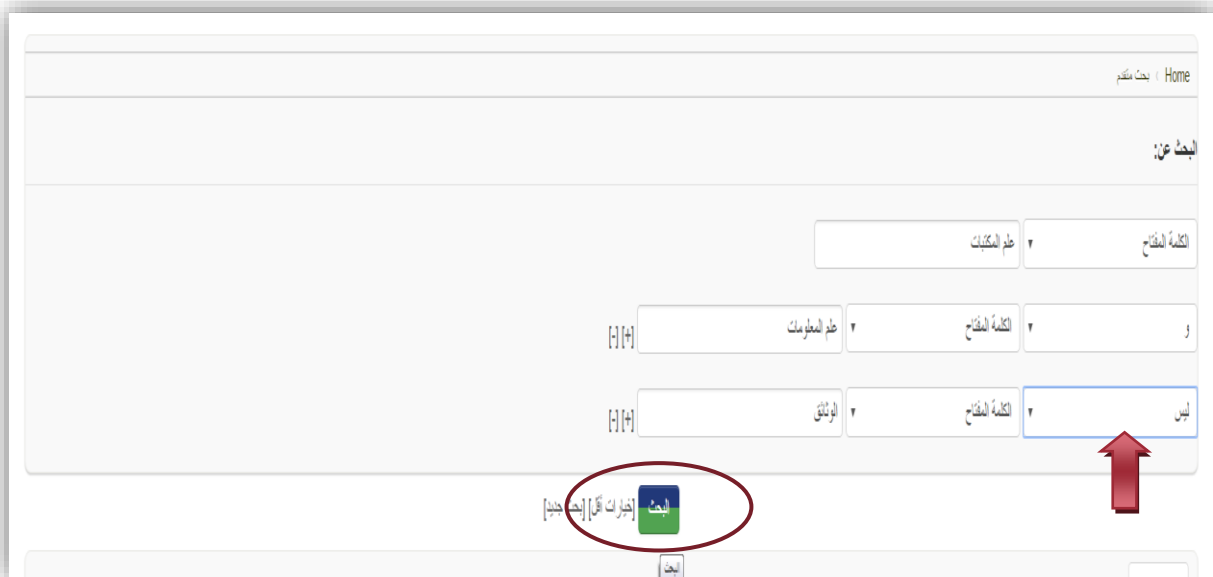 Home › بحث متقدم
البحث عن:
الكلمة المفتاح علم المكتبات
و الكلمة المفتاح علم المعلومات [+] [-]
ليس الكلمة المفتاح الوثائق [+] [-]
البحث [خيارات أقل] [بحث جديد]
البحث